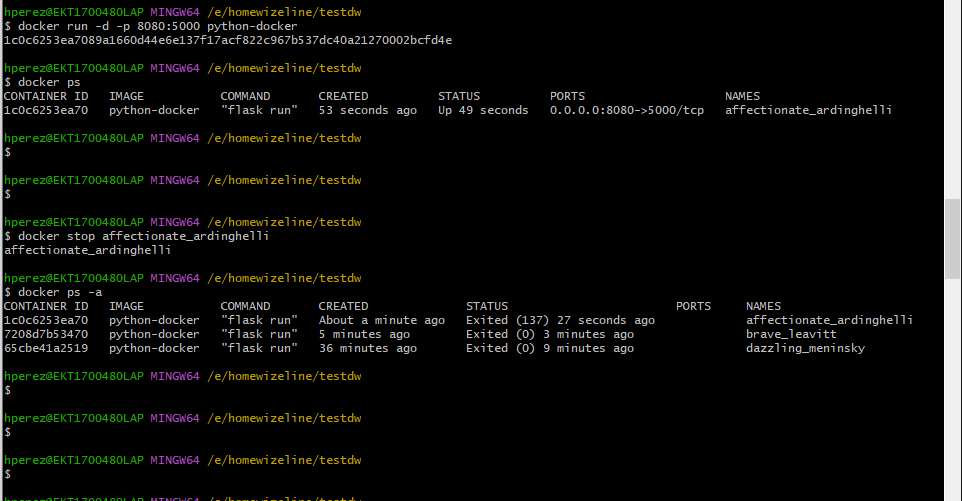 hperez@EKT1700480LAP MINGW64 /e/homewizeline/testdw
$ docker run -d -p 8080:5000 python-docker
1c0c6253ea7089a1660d44e6e137f17acf822c967b537dc40a21270002bcfd4e
hperez@EKT1700480LAP MINGW64 /e/homewizeline/testdw
$ docker ps
CONTAINER ID   IMAGE           COMMAND       CREATED          STATUS          PORTS                    NAMES
1c0c6253ea70   python-docker   "flask run"   53 seconds ago   Up 49 seconds   0.0.0.0:8080->5000/tcp   affectionate_ardinghelli
hperez@EKT1700480LAP MINGW64 /e/homewizeline/testdw
$
hperez@EKT1700480LAP MINGW64 /e/homewizeline/testdw
$
hperez@EKT1700480LAP MINGW64 /e/homewizeline/testdw
$ docker stop affectionate_ardinghelli
affectionate_ardinghelli
hperez@EKT1700480LAP MINGW64 /e/homewizeline/testdw
$ docker ps -a
CONTAINER ID   IMAGE           COMMAND       CREATED              STATUS                        PORTS     NAMES
1c0c6253ea70   python-docker   "flask run"   About a minute ago   Exited (137) 27 seconds ago             affectionate_ardinghelli
7208d7b53470   python-docker   "flask run"   5 minutes ago        Exited (0) 3 minutes ago                brave_leavitt
65cbe41a2519   python-docker   "flask run"   36 minutes ago       Exited (0) 9 minutes ago                dazzling_meninsky
hperez@EKT1700480LAP MINGW64 /e/homewizeline/testdw
$
hperez@EKT1700480LAP MINGW64 /e/homewizeline/testdw
$
hperez@EKT1700480LAP MINGW64 /e/homewizeline/testdw
$
hperez@EKT1700480LAP MINGW64 /e/homewizeline/testdw